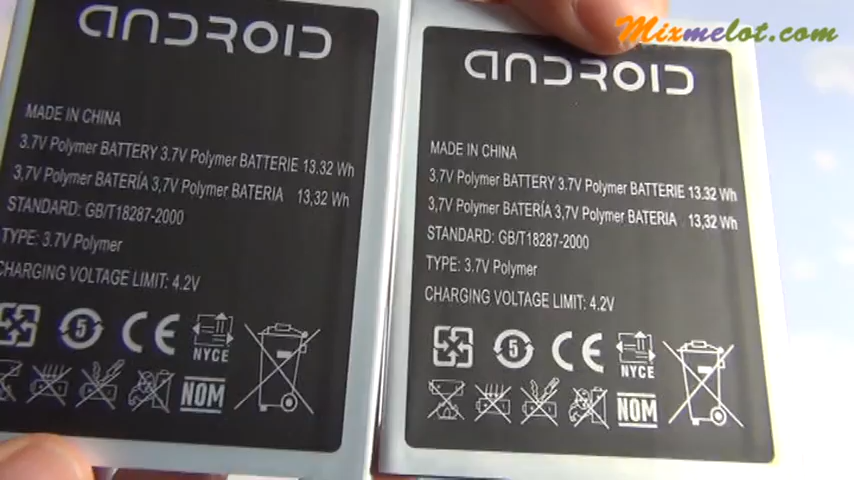 Mixmelot.com
ANDROID
MADE IN CHINA
3.7V Polymer BATTERY 3.7V Polymer BATTERIE 13.32 Wh
3,7V Polymer BATERÍA 3,7V Polymer BATERIA 13,32 Wh
STANDARD: GB/T18287-2000
TYPE: 3.7V Polymer
CHARGING VOLTAGE LIMIT: 4.2V
5 CE NYCE
NOM
ANDROID
MADE IN CHINA
3.7V Polymer BATTERY 3.7V Polymer BATTERIE 13.32 Wh
3,7V Polymer BATERÍA 3,7V Polymer BATERIA 13,32 Wh
STANDARD: GB/T18287-2000
TYPE: 3.7V Polymer
CHARGING VOLTAGE LIMIT: 4.2V
5 CE NYCE
NOM